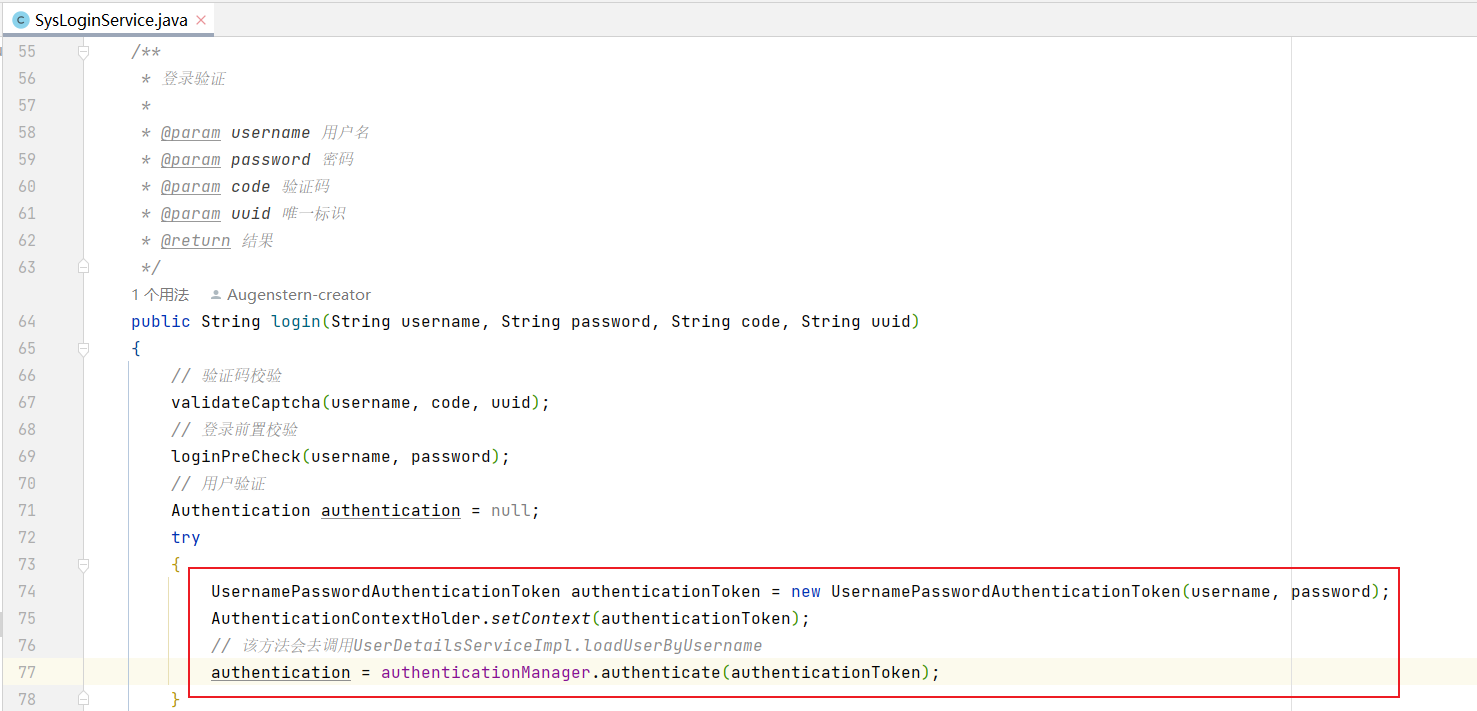 SysLoginService.java
55 /**
56 * 登录验证
57 *
58 * @param username 用户名
59 * @param password 密码
60 * @param code 验证码
61 * @param uuid 唯一标识
62 * @return 结果
63 */
1 个用法 Augenstern-creator
64 public String login(String username, String password, String code, String uuid)
65 {
66 // 验证码校验
67 validateCaptcha(username, code, uuid);
68 // 登录前置校验
69 loginPreCheck(username, password);
70 // 用户验证
71 Authentication authentication = null;
72 try
73 {
74 UsernamePasswordAuthenticationToken authenticationToken = new UsernamePasswordAuthenticationToken(username, password);
75 AuthenticationContextHolder.setContext(authenticationToken);
76 // 该方法会去调用UserDetailsServiceImpl.loadUserByUsername
77 authentication = authenticationManager.authenticate(authenticationToken);
78 }